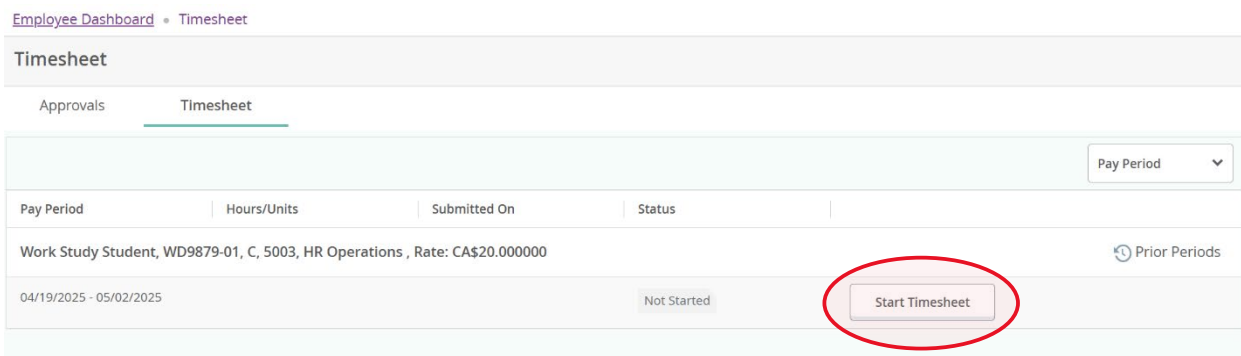 Employee Dashboard • Timesheet
Timesheet
Approvals Timesheet
Pay Period
Pay Period Hours/Units Submitted On Status
Work Study Student, WD9879-01, C, 5003, HR Operations , Rate: CA$20.000000 Prior Periods
04/19/2025 - 05/02/2025 Not Started Start Timesheet